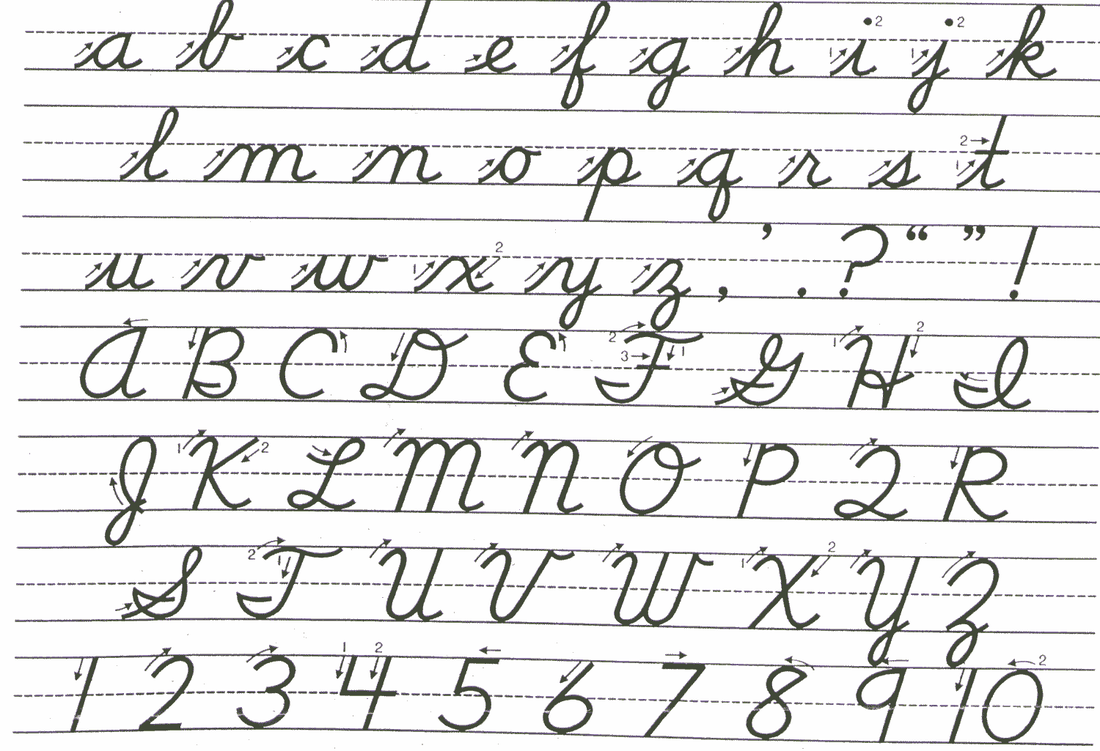 a b c d e f g h i j k
l m n o p q r s t
u v w x y z , ’ . ? “ ” !
A B C D E F G H I
J K L M N O P Q R
S T U V W X Y Z
1 2 3 4 5 6 7 8 9 10